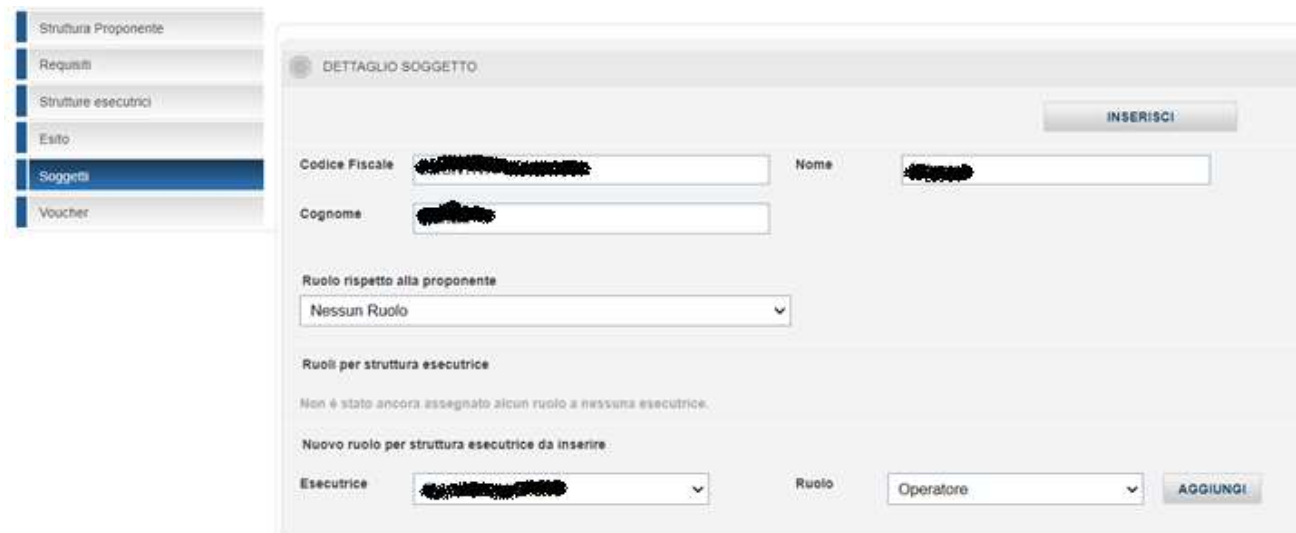 Struttura Proponente
Requisiti
Strutture esecutrici
Esito
Soggetti
Voucher
DETTAGLIO SOGGETTO
INSERISCI
Codice Fiscale Nome
Cognome
Ruolo rispetto alla proponente
Nessun Ruolo
Ruoli per struttura esecutrice
Non è stato ancora assegnato alcun ruolo a nessuna esecutrice.
Nuovo ruolo per struttura esecutrice da inserire
Esecutrice Ruolo Operatore AGGIUNGI